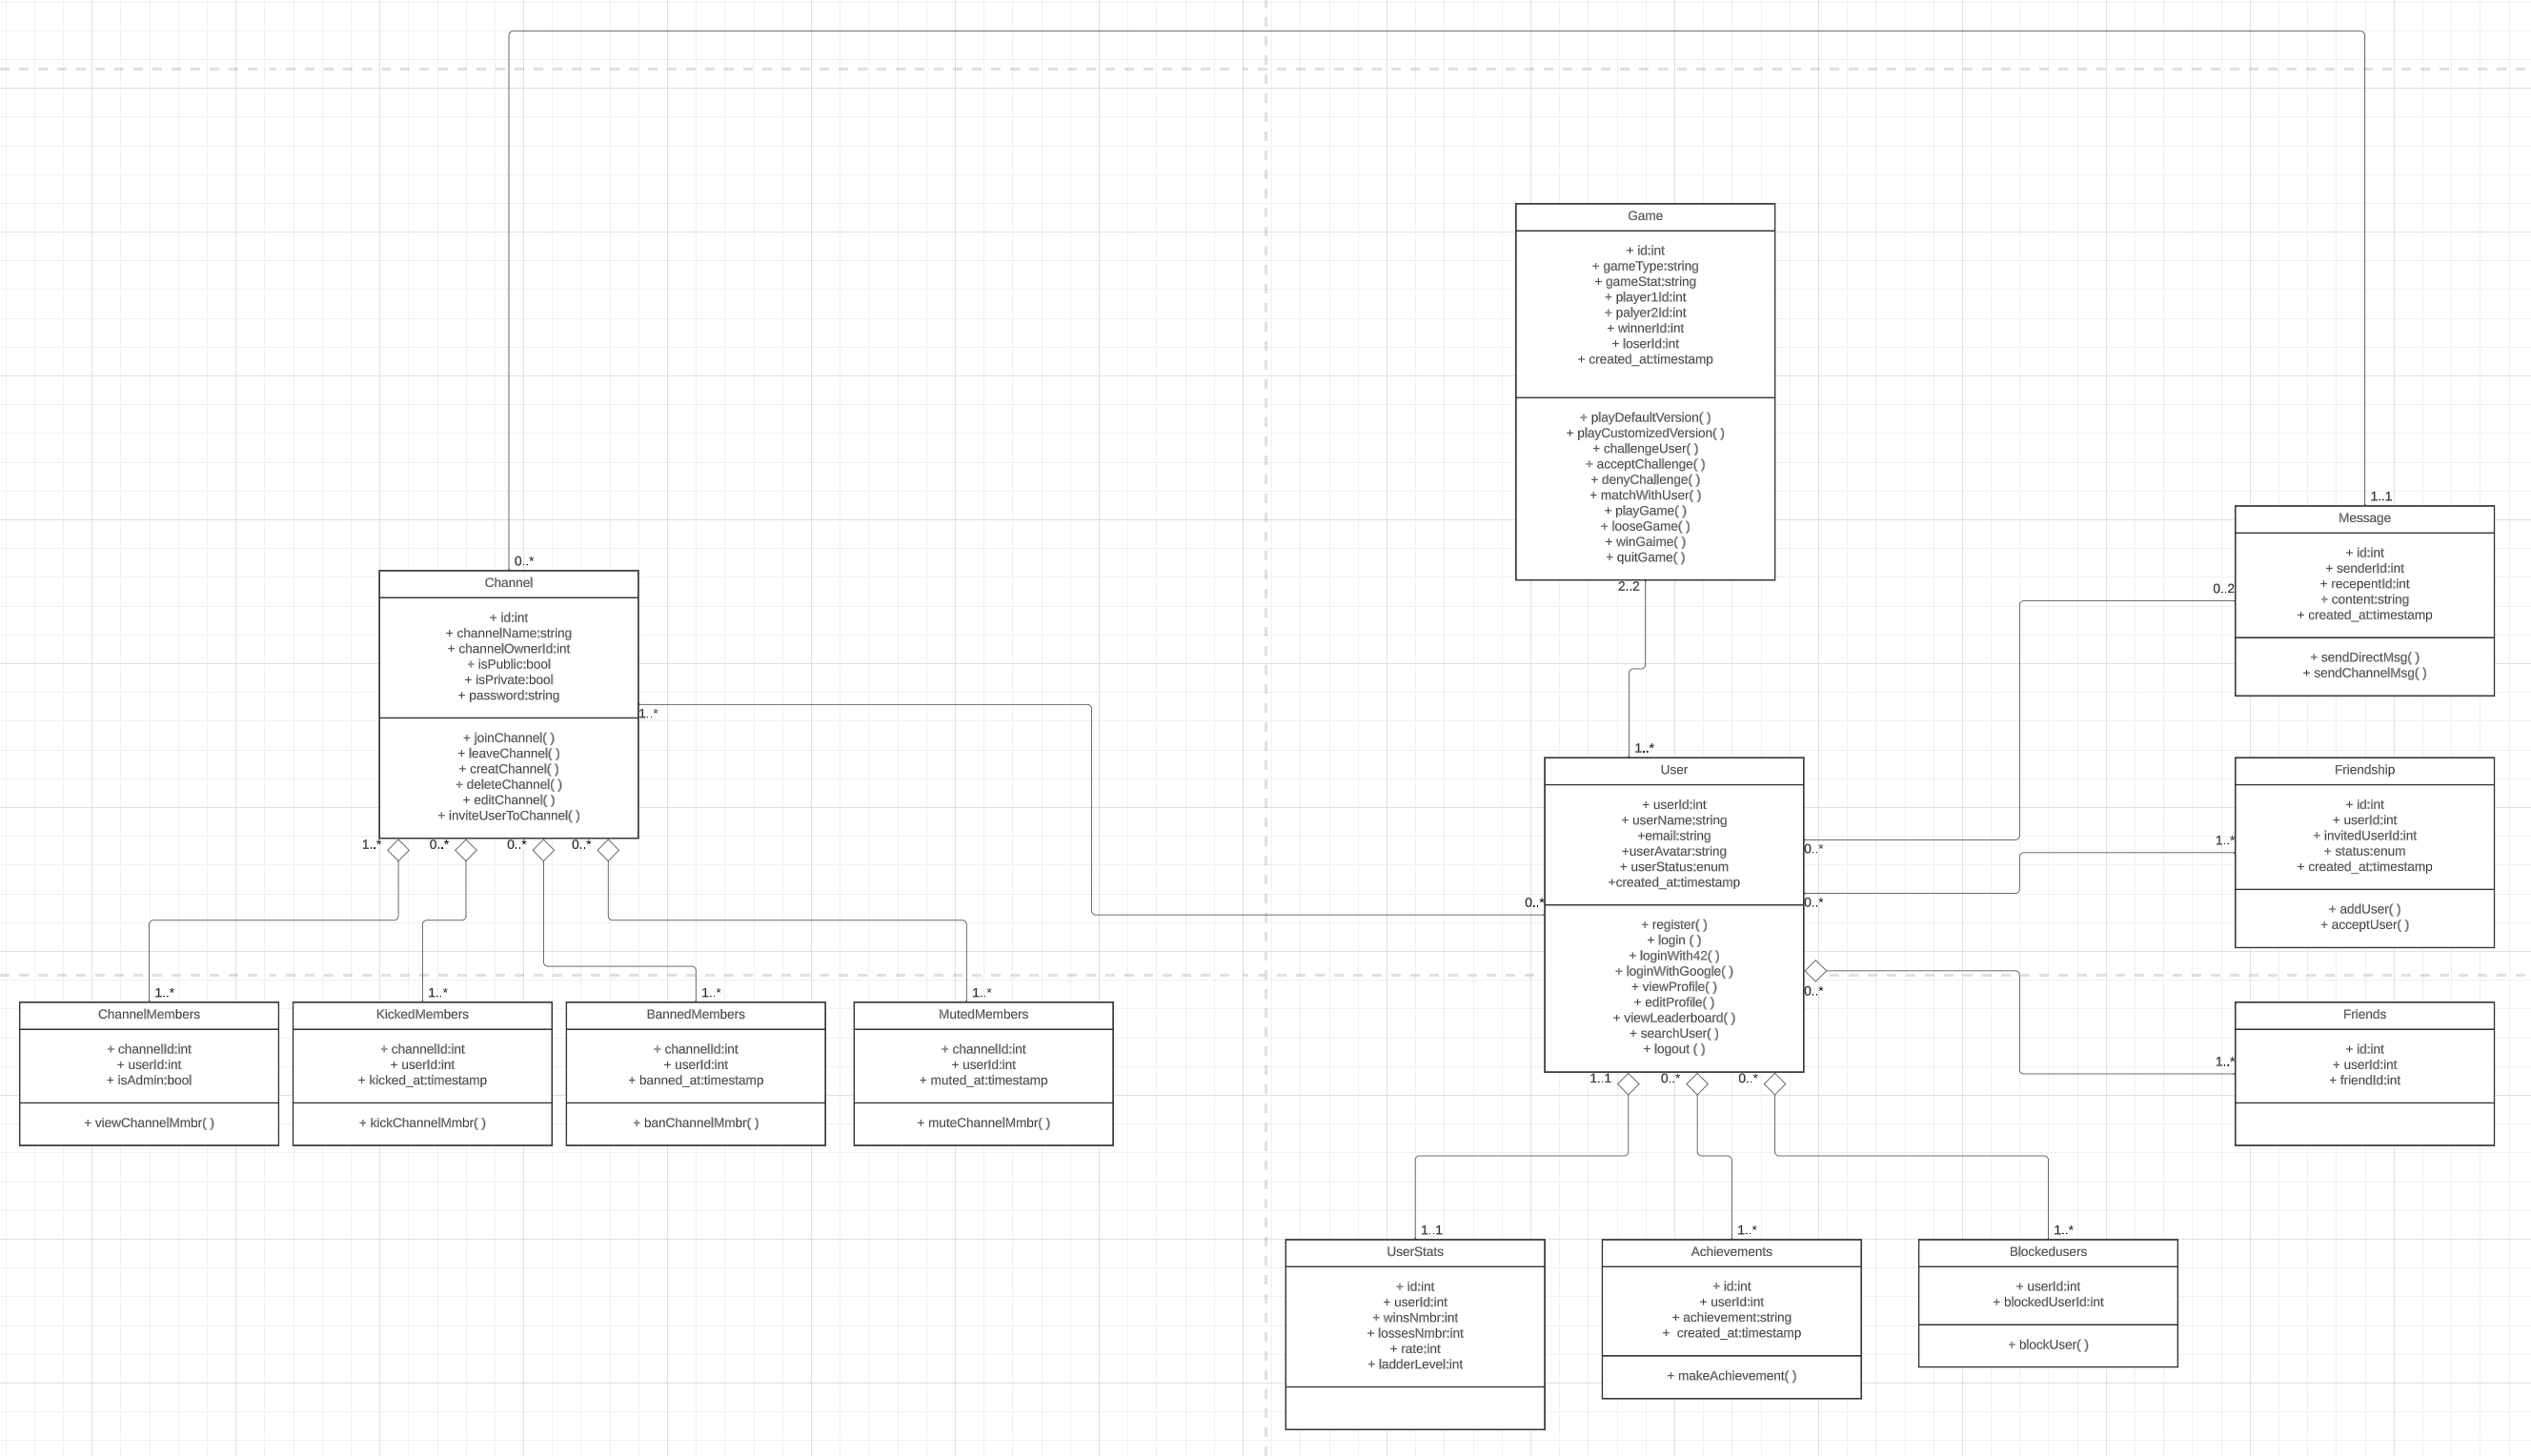 Game
+ id:int
+ gameType:string
+ gameStat:string
+ player1Id:int
+ palyer2Id:int
+ winnerId:int
+ loserId:int
+ created_at:timestamp
+ playDefaultVersion( )
+ playCustomizedVersion( )
+ challengeUser( )
+ acceptChallenge( )
+ denyChallenge( )
+ matchWithUser( )
+ playGame( )
+ looseGame( )
+ winGaime( )
+ quitGame( )
2..2
1..1
Message
+ id:int
+ senderId:int
+ recepentId:int
+ content:string
+ created_at:timestamp
+ sendDirectMsg( )
+ sendChannelMsg( )
0..2
0..*
Channel
+ id:int
+ channelName:string
+ channelOwnerId:int
+ isPublic:bool
+ isPrivate:bool
+ password:string
+ joinChannel( )
+ leaveChannel( )
+ creatChannel( )
+ deleteChannel( )
+ editChannel( )
+ inviteUserToChannel( )
1..*
1..*
0..*
0..*
0..*
1..*
User
+ userId:int
+ userName:string
+email:string
+userAvatar:string
+ userStatus:enum
+created_at:timestamp
+ register( )
+ login ( )
+ loginWith42( )
+ loginWithGoogle( )
+ viewProfile( )
+ editProfile( )
+ viewLeaderboard( )
+ searchUser( )
+ logout ( )
0..*
0..*
0..*
0..*
1..1
0..*
0..*
1..*
Friendship
+ id:int
+ userId:int
+ invitedUserId:int
+ status:enum
+ created_at:timestamp
+ addUser( )
+ acceptUser( )
1..*
Friends
+ id:int
+ userId:int
+ friendId:int
1..*
ChannelMembers
+ channelId:int
+ userId:int
+ isAdmin:bool
+ viewChannelMmbr( )
1..*
KickedMembers
+ channelId:int
+ userId:int
+ kicked_at:timestamp
+ kickChannelMmbr( )
1..*
BannedMembers
+ channelId:int
+ userId:int
+ banned_at:timestamp
+ banChannelMmbr( )
1..*
MutedMembers
+ channelId:int
+ userId:int
+ muted_at:timestamp
+ muteChannelMmbr( )
1..1
UserStats
+ id:int
+ userId:int
+ winsNmbr:int
+ lossesNmbr:int
+ rate:int
+ ladderLevel:int
1..*
Achievements
+ id:int
+ userId:int
+ achievement:string
+ created_at:timestamp
+ makeAchievement( )
1..*
Blockedusers
+ userId:int
+ blockedUserId:int
+ blockUser( )